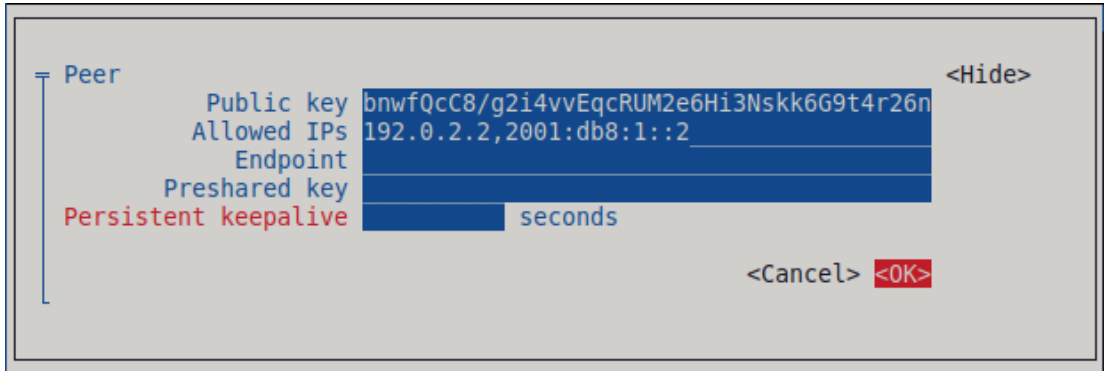 Peer <Hide>
Public key bnwfQcC8/g2i4vvEqcRUM2e6Hi3Nskk6G9t4r26n
Allowed IPs 192.0.2.2,2001:db8:1::2
Endpoint
Preshared key
Persistent keepalive seconds
<Cancel> <OK>